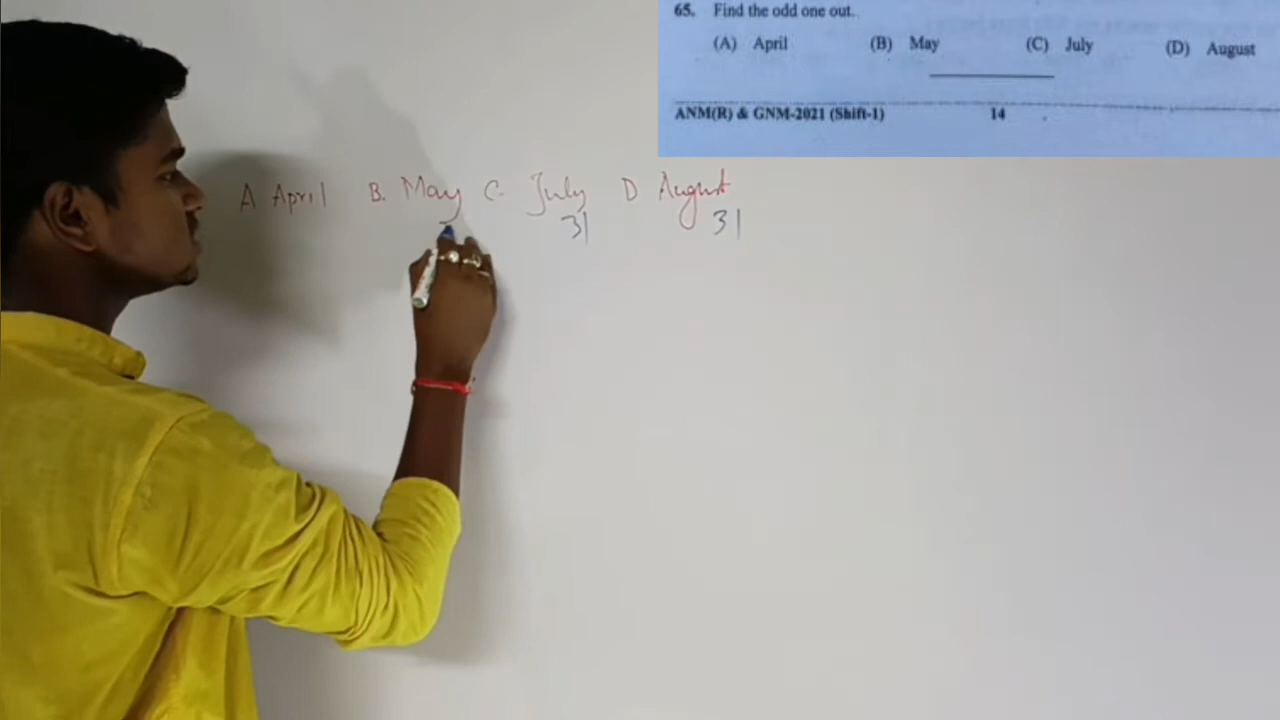 65. Find the odd one out.
(A) April (B) May (C) July (D) August
ANM(R) & GNM-2021 (Shift-1) 14
A April B. May C. July D August
31 31